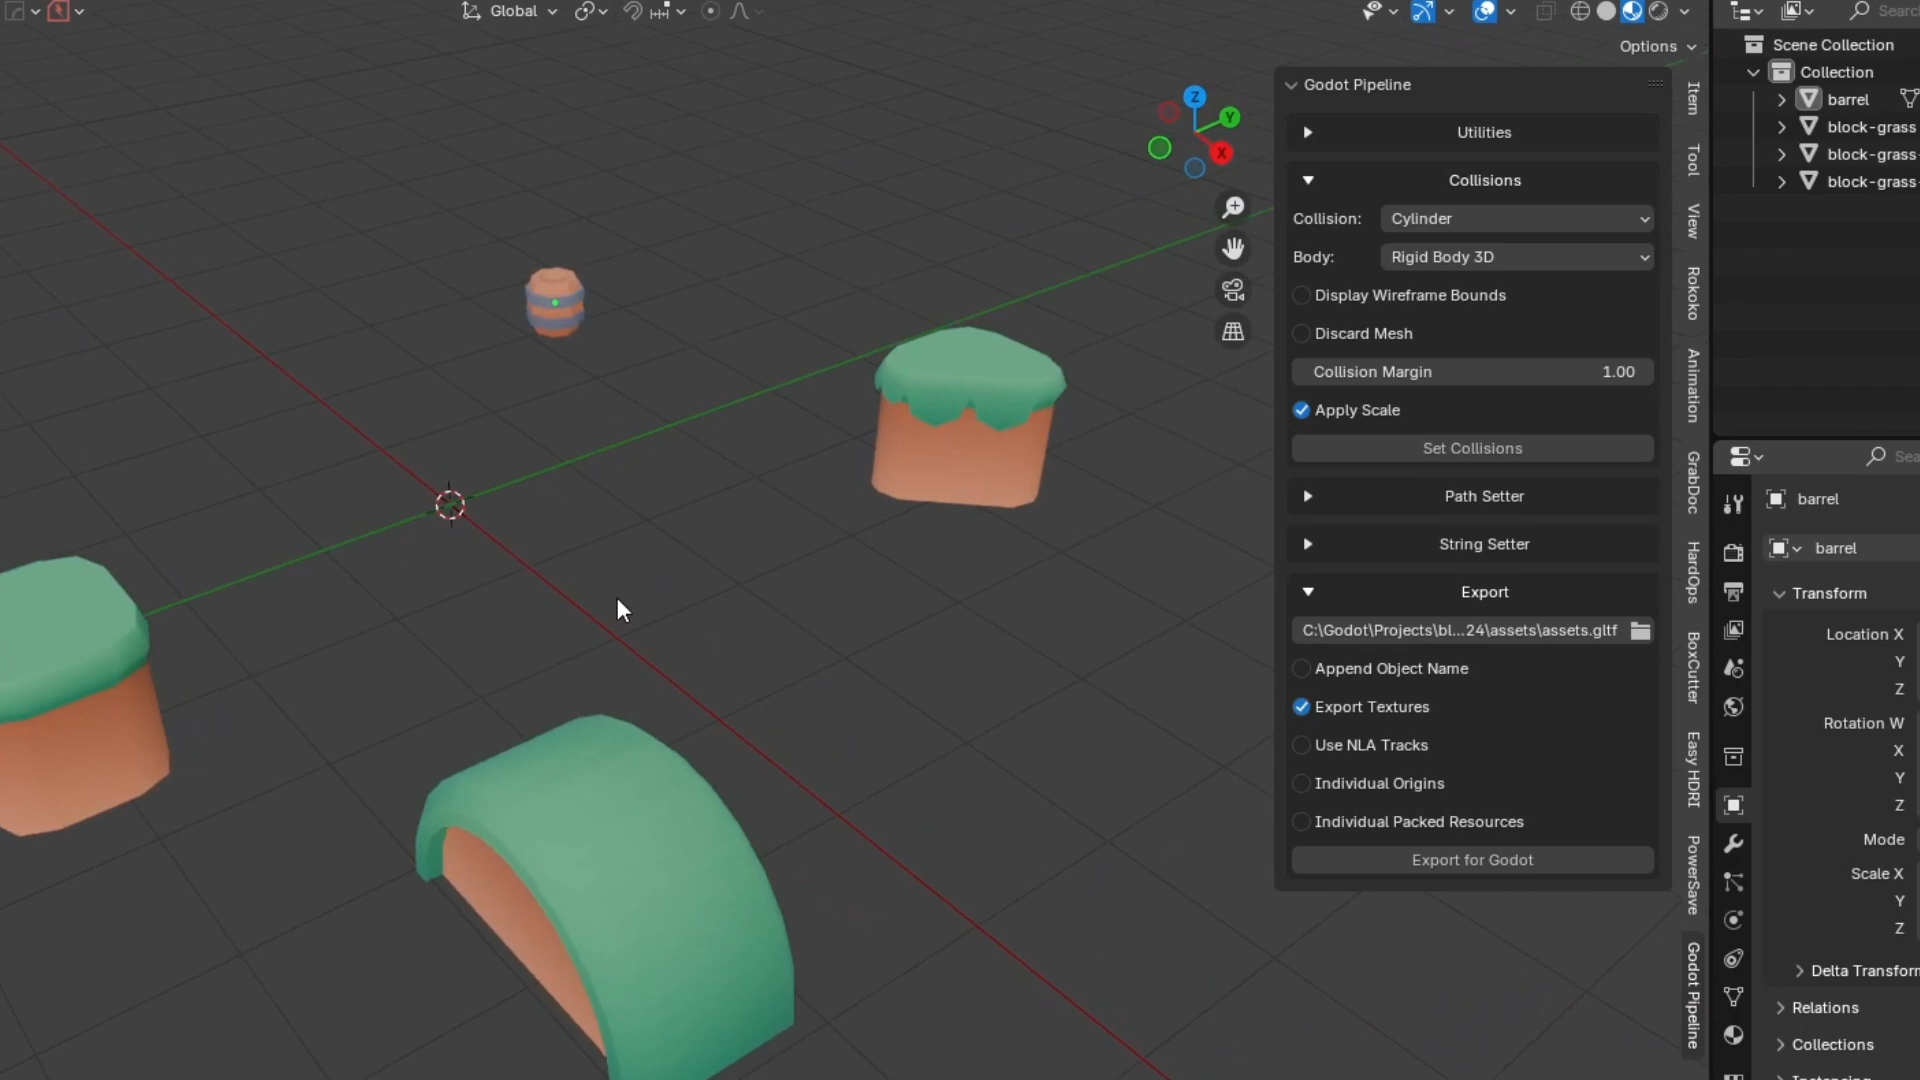 Global
Options
Search
Scene Collection
Collection
barrel
block-grass
block-grass
block-grass
Godot Pipeline
Utilities
Collisions
Collision: Cylinder
Body: Rigid Body 3D
Display Wireframe Bounds
Discard Mesh
Collision Margin 1.00
Apply Scale
Set Collisions
Path Setter
String Setter
Export
C:\Godot\Projects\bl...24\assets\assets.gltf
Append Object Name
Export Textures
Use NLA Tracks
Individual Origins
Individual Packed Resources
Export for Godot
Z
Y
X
Item
Tool
View
Rokoko
Animation
GrabDoc
HardOps
BoxCutter
Easy HDRI
PowerSave
Godot Pipeline
Sea
barrel
barrel
Transform
Location X
Y
Z
Rotation W
X
Y
Z
Mode
Scale X
Y
Z
Delta Transform
Relations
Collections